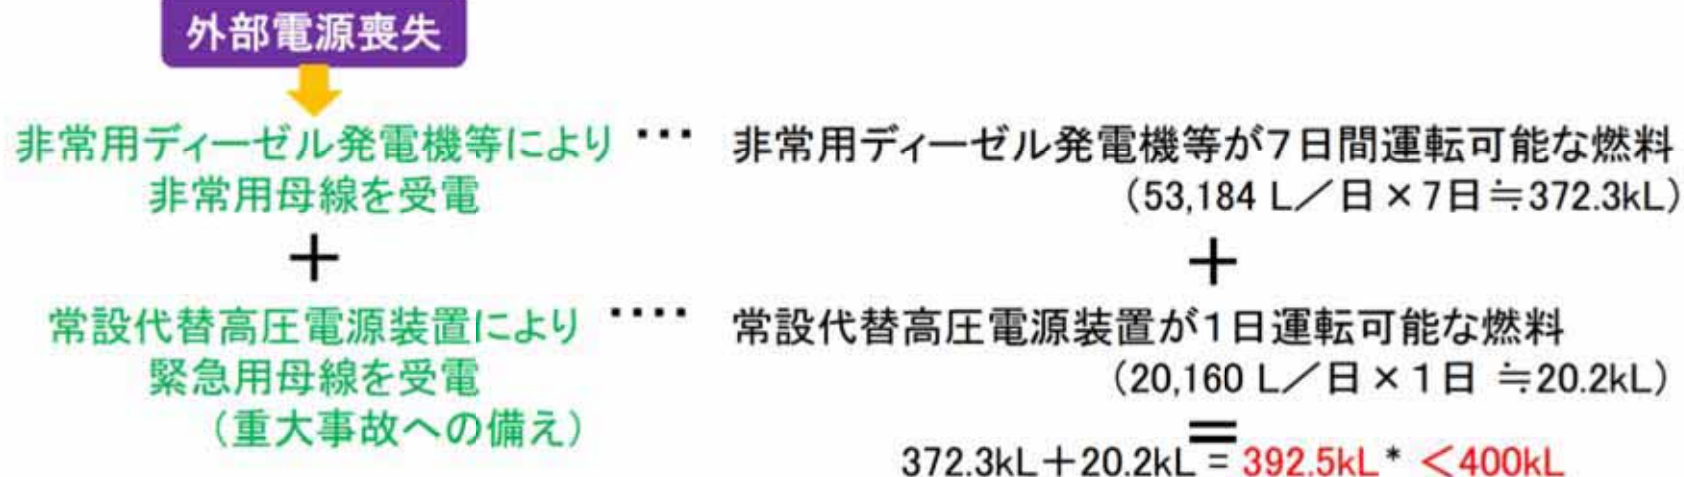 外部電源喪失
非常用ディーゼル発電機等により ･･･ 非常用ディーゼル発電機等が7日間運転可能な燃料
非常用母線を受電 (53,184 L／日×7日≒372.3kL)
＋ ＋
常設代替高圧電源装置により ････ 常設代替高圧電源装置が1日運転可能な燃料
緊急用母線を受電 (20,160 L／日×1日 ≒20.2kL)
(重大事故への備え) ＝
372.3kL＋20.2kL = 392.5kL* ＜400kL